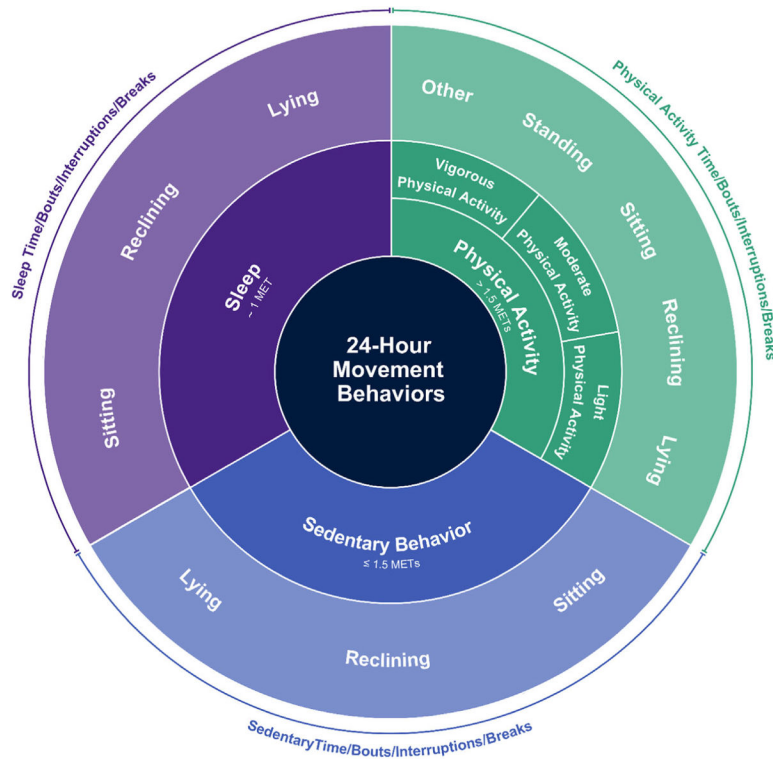 24-Hour
Movement
Behaviors
Sleep
~ 1 MET
Lying
Reclining
Sitting
Sleep Time/Bouts/Interruptions/Breaks
Physical Activity
> 1.5 METs
Vigorous
Physical Activity
Moderate
Physical Activity
Light
Physical Activity
Other
Standing
Sitting
Reclining
Lying
Physical Activity Time/Bouts/Interruptions/Breaks
Sedentary Behavior
≤ 1.5 METs
Lying
Reclining
Sitting
SedentaryTime/Bouts/Interruptions/Breaks